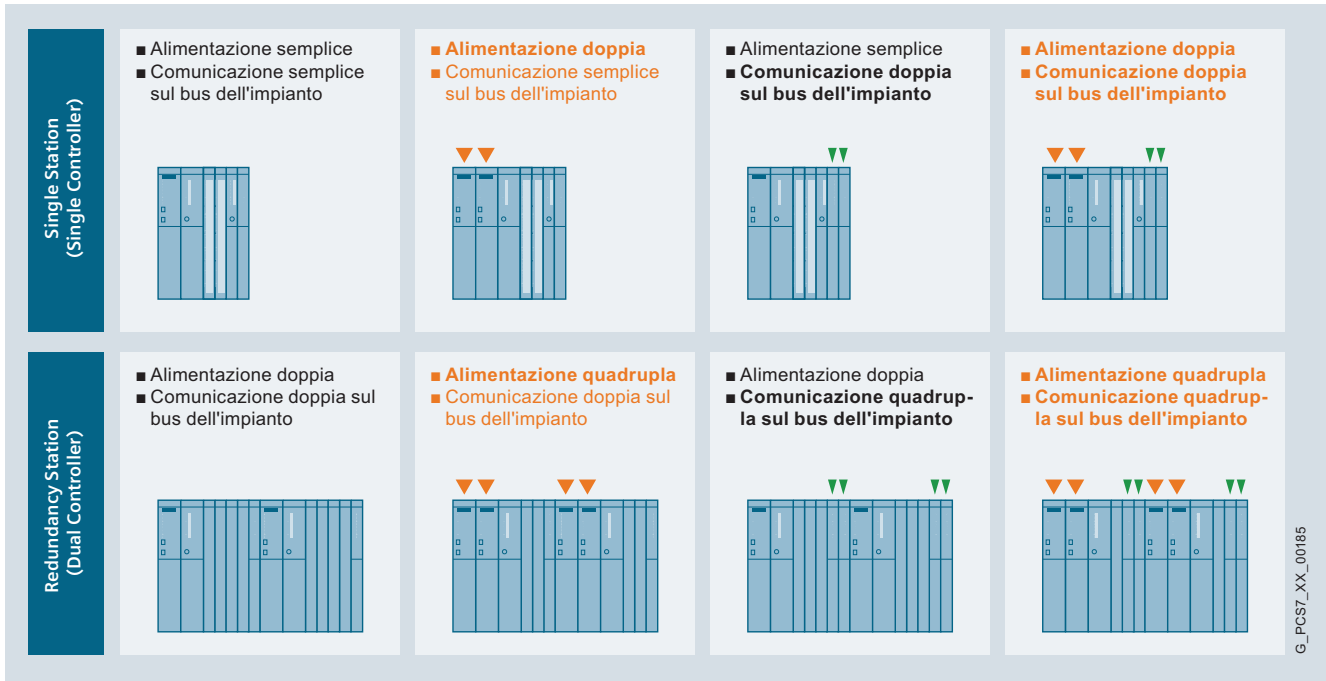 Single Station
(Single Controller)
■ Alimentazione semplice
■ Comunicazione semplice
sul bus dell'impianto
■ Alimentazione doppia
■ Comunicazione semplice
sul bus dell'impianto
■ Alimentazione semplice
■ Comunicazione doppia
sul bus dell'impianto
■ Alimentazione doppia
■ Comunicazione doppia
sul bus dell'impianto
Redundancy Station
(Dual Controller)
■ Alimentazione doppia
■ Comunicazione doppia sul
bus dell'impianto
■ Alimentazione quadrupla
■ Comunicazione doppia sul
bus dell'impianto
■ Alimentazione doppia
■ Comunicazione quadrup-
la sul bus dell'impianto
■ Alimentazione quadrupla
■ Comunicazione quadrup-
la sul bus dell'impianto
G_PCS7_XX_00185